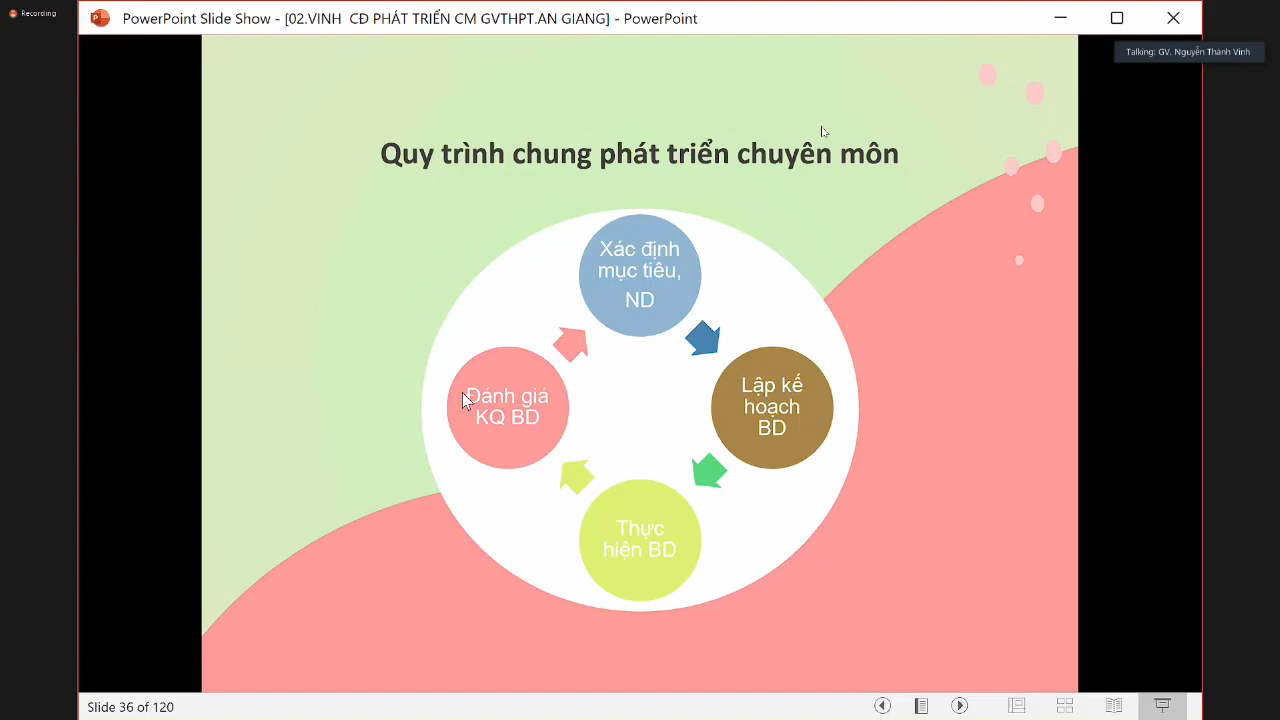 Recording
PowerPoint Slide Show - [02.VINH  CĐ PHÁT TRIỂN CM GVTHPT.AN GIANG] - PowerPoint
Talking: GV. Nguyễn Thành Vinh
Quy trình chung phát triển chuyên môn
Xác định
mục tiêu,
ND
Lập kế
hoạch
BD
Thực
hiện BD
Đánh giá
KQ BD
Slide 36 of 120